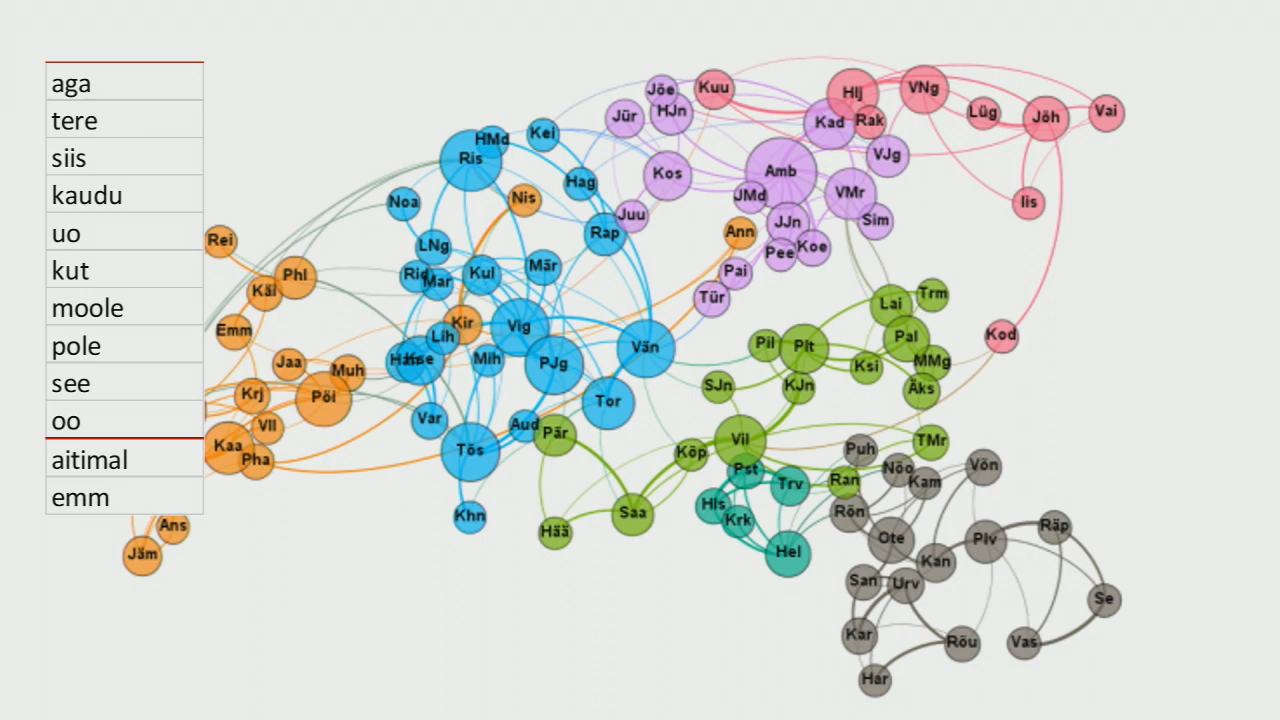 aga
tere
siis
kaudu
uo
kut
moole
pole
see
oo
aitimal
emm
Rei
Phl
Käi
Emm
Jaa
Muh
Krj
Pöi
VII
Kaa
Pha
Ans
Jäm
HMd
Ris
Kei
Noa
Nis
Hag
LNg
Rap
Rid
Mar
Kul
Mär
Kir
Vig
Lih
Kse
Mih
PJg
Vän
Tor
Var
Aud
Tõs
Khn
Jõe
HJn
Jür
Kuu
Kos
Juu
Ann
Pai
Tür
Hlj
Kad
Rak
VNg
Lüg
Jõh
Vai
VJg
Amb
JMd
VMr
Sim
JJn
Pee
Koe
Iis
Kod
Lai
Trm
Pil
Plt
Pal
Ksi
MMg
Äks
SJn
KJn
Pär
Köp
Vil
TMr
Hää
Saa
Ran
Pst
Trv
Hls
Krk
Hel
Puh
Nõo
Kam
Võn
Rõn
Ote
Kan
Plv
Räp
San
Urv
Se
Kar
Rõu
Vas
Har